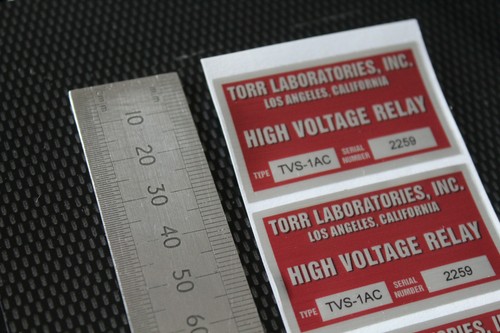 10
20
30
40
50
TORR LABORATORIES, INC.
LOS ANGELES, CALIFORNIA
HIGH VOLTAGE RELAY
TYPE TVS-1AC SERIAL NUMBER 2259
TORR LABORATORIES, INC.
LOS ANGELES, CALIFORNIA
HIGH VOLTAGE RELAY
TYPE TVS-1AC SERIAL NUMBER 2259